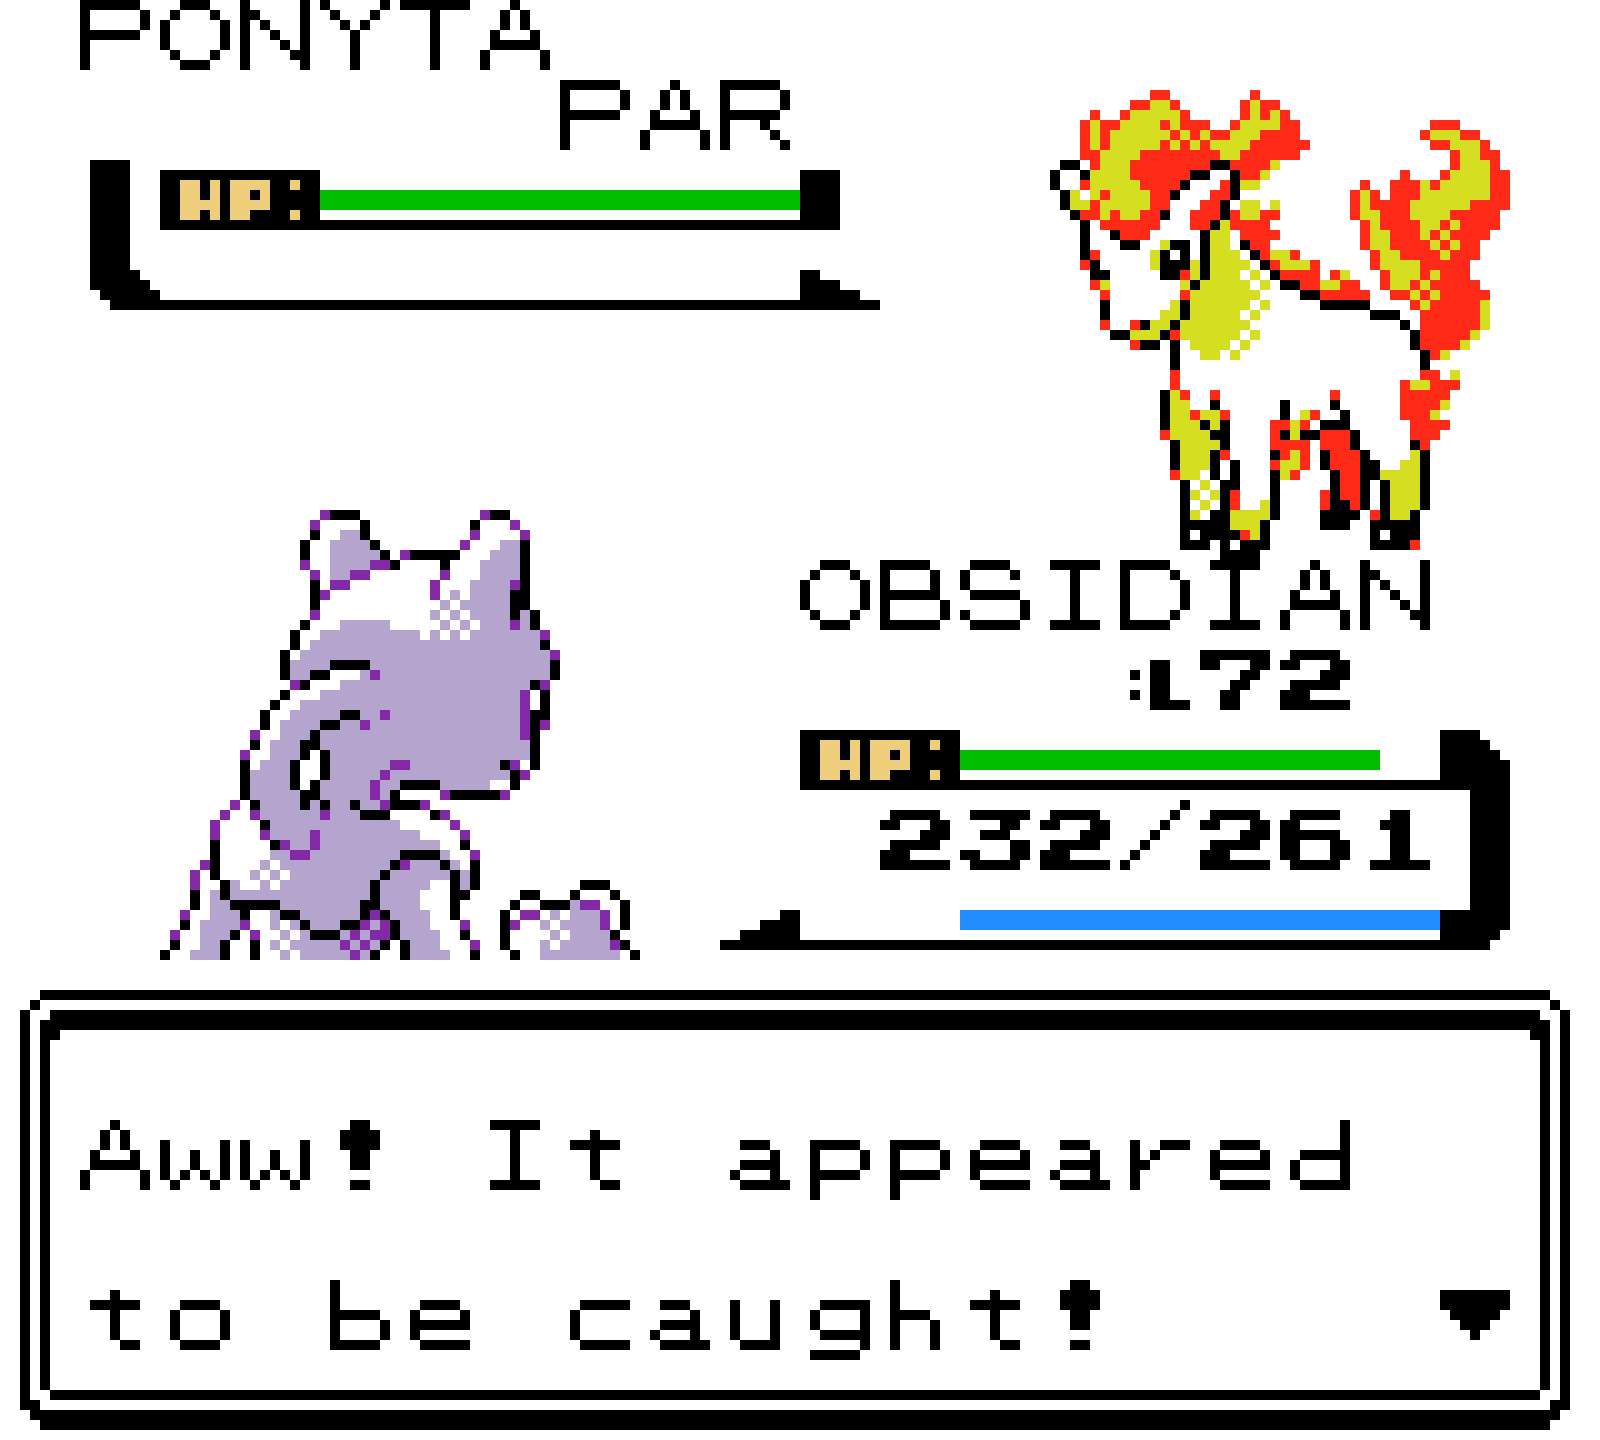 PONYTA
PAR
HP:
OBSIDIAN
:L72
HP:
232/261
Aww! It appeared
to be caught!